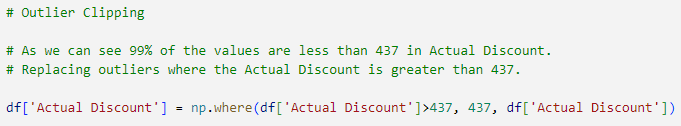 # Outlier Clipping
# As we can see 99% of the values are less than 437 in Actual Discount.
# Replacing outliers where the Actual Discount is greater than 437.
df['Actual Discount'] = np.where(df['Actual Discount']>437, 437, df['Actual Discount'])